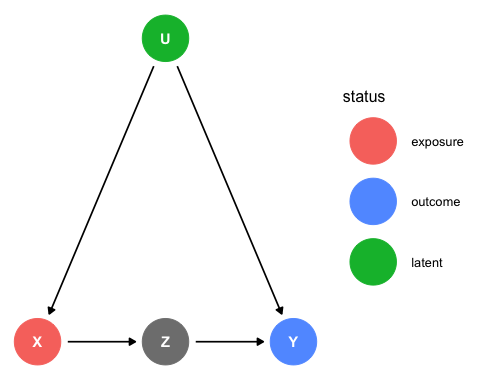 U
status
exposure
outcome
latent
X Z Y